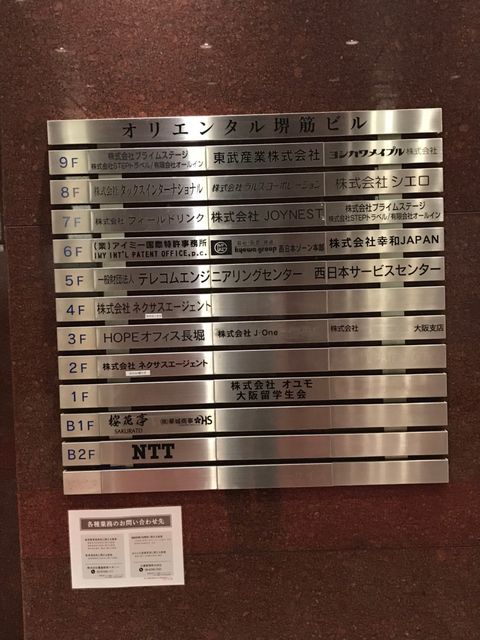 オリエンタル堺筋ビル
9F 株式会社プライムステージ 東武産業株式会社 ヨシカワメイプル株式会社
株式会社STEPトラベル/有限会社オールイン
8F 株式会社タックスインターナショナル 株式会社ラルズコーポレーション 株式会社シエロ
7F 株式会社フィールドリンク 株式会社JOYNEST 株式会社プライムステージ
株式会社STEPトラベル/有限会社オールイン
6F (業)アイミー国際特許事務所 kyowa group 西日本ゾーン本部 株式会社幸和JAPAN
IMY INT'L PATENT OFFICE,p.c.
5F 一般財団法人テレコムエンジニアリングセンター 西日本サービスセンター
4F 株式会社ネクサスエージェント
3F HOPEオフィス長堀 株式会社J-One 株式会社 大阪支店
2F 株式会社ネクサスエージェント
1F 株式会社オユモ
大阪留学生会
B1F 桜花亭 SH
SAKURATEI
B2F NTT
各種業務のお問い合わせ先